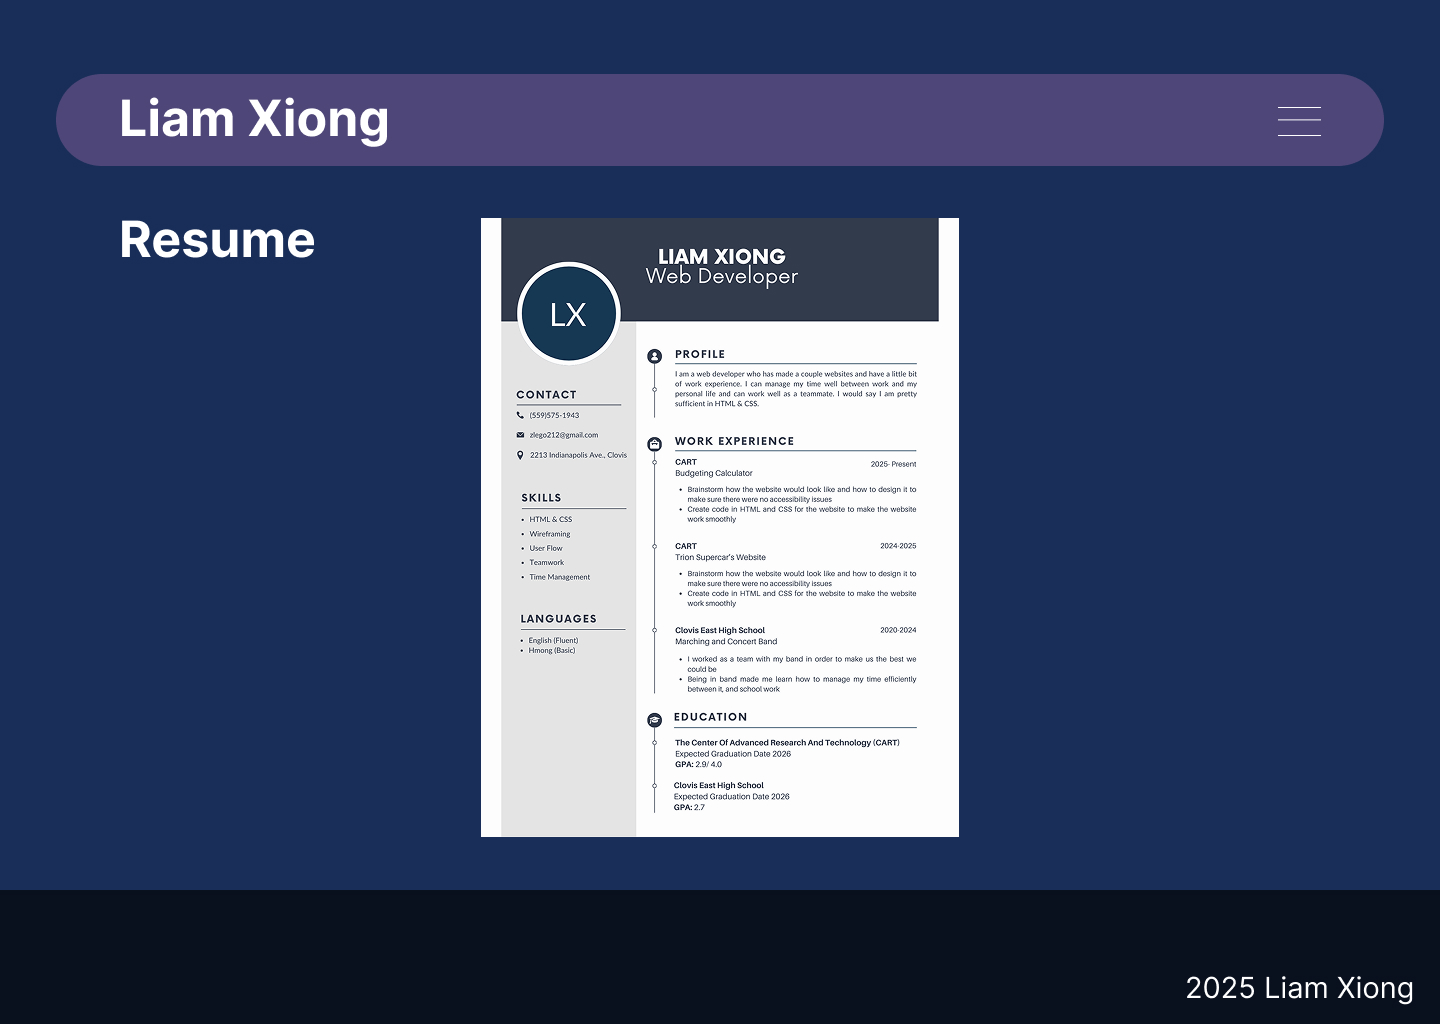 Liam Xiong
Resume
LIAM XIONG
Web Developer
LX
CONTACT
(559)575-1943
zlego212@gmail.com
2213 Indianapolis Ave., Clovis
SKILLS
• HTML & CSS
• Wireframing
• User Flow
• Teamwork
• Time Management
LANGUAGES
• English (Fluent)
• Hmong (Basic)
PROFILE
I am a web developer who has made a couple websites and have a little bit
of work experience. I can manage my time well between work and my
personal life and can work well as a teammate. I would say I am pretty
sufficient in HTML & CSS.
WORK EXPERIENCE
CART
2025- Present
Budgeting Calculator
• Brainstorm how the website would look like and how to design it to
make sure there were no accessibility issues
• Create code in HTML and CSS for the website to make the website
work smoothly
CART
2024-2025
Trion Supercar's Website
• Brainstorm how the website would look like and how to design it to
make sure there were no accessibility issues
• Create code in HTML and CSS for the website to make the website
work smoothly
Clovis East High School
2020-2024
Marching and Concert Band
• I worked as a team with my band in order to make us the best we
could be
• Being in band made me learn how to manage my time efficiently
between it, and school work
EDUCATION
The Center Of Advanced Research And Technology (CART)
Expected Graduation Date 2026
GPA: 2.9/ 4.0
Clovis East High School
Expected Graduation Date 2026
GPA: 2.7
2025 Liam Xiong